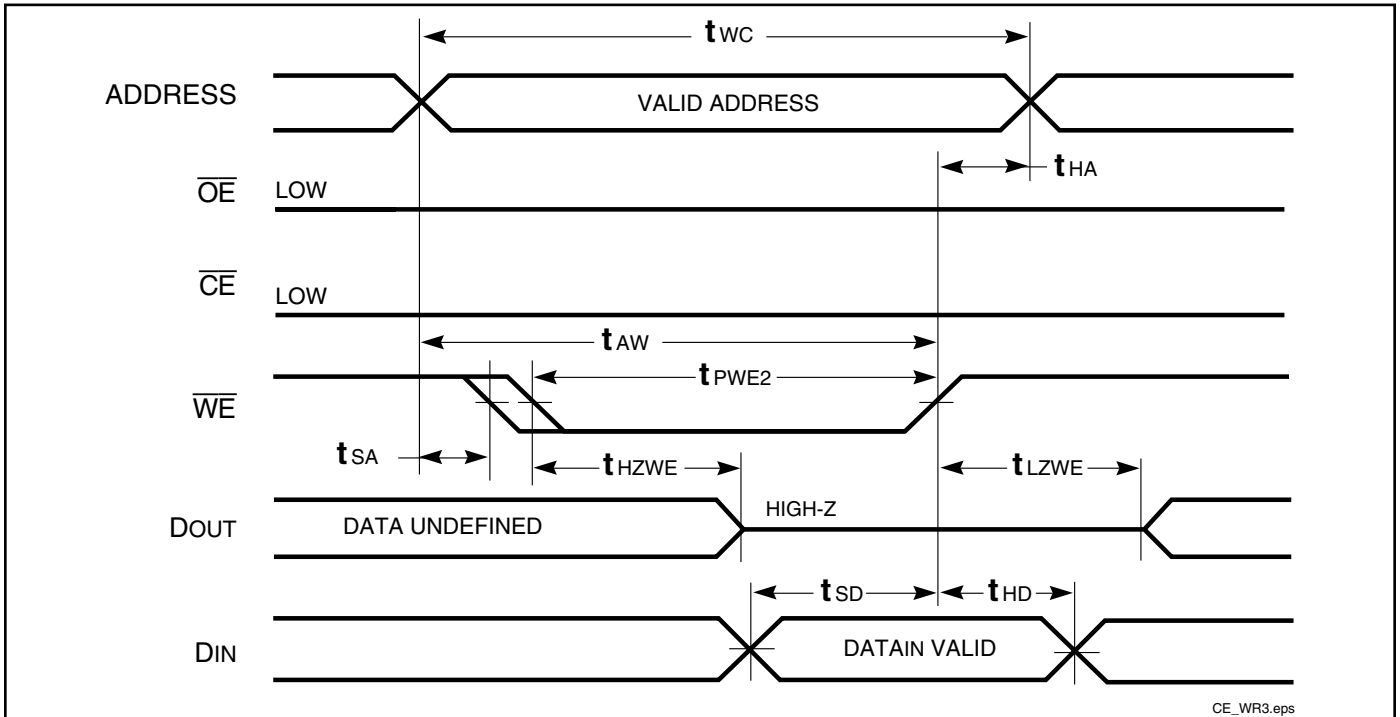 tWC
ADDRESS
VALID ADDRESS
tHA
OE
LOW
CE
LOW
tAW
tPWE2
WE
tSA
tHZWE
tLZWE
HIGH-Z
DOUT
DATA UNDEFINED
tSD
tHD
DIN
DATAIN VALID
CE_WR3.eps